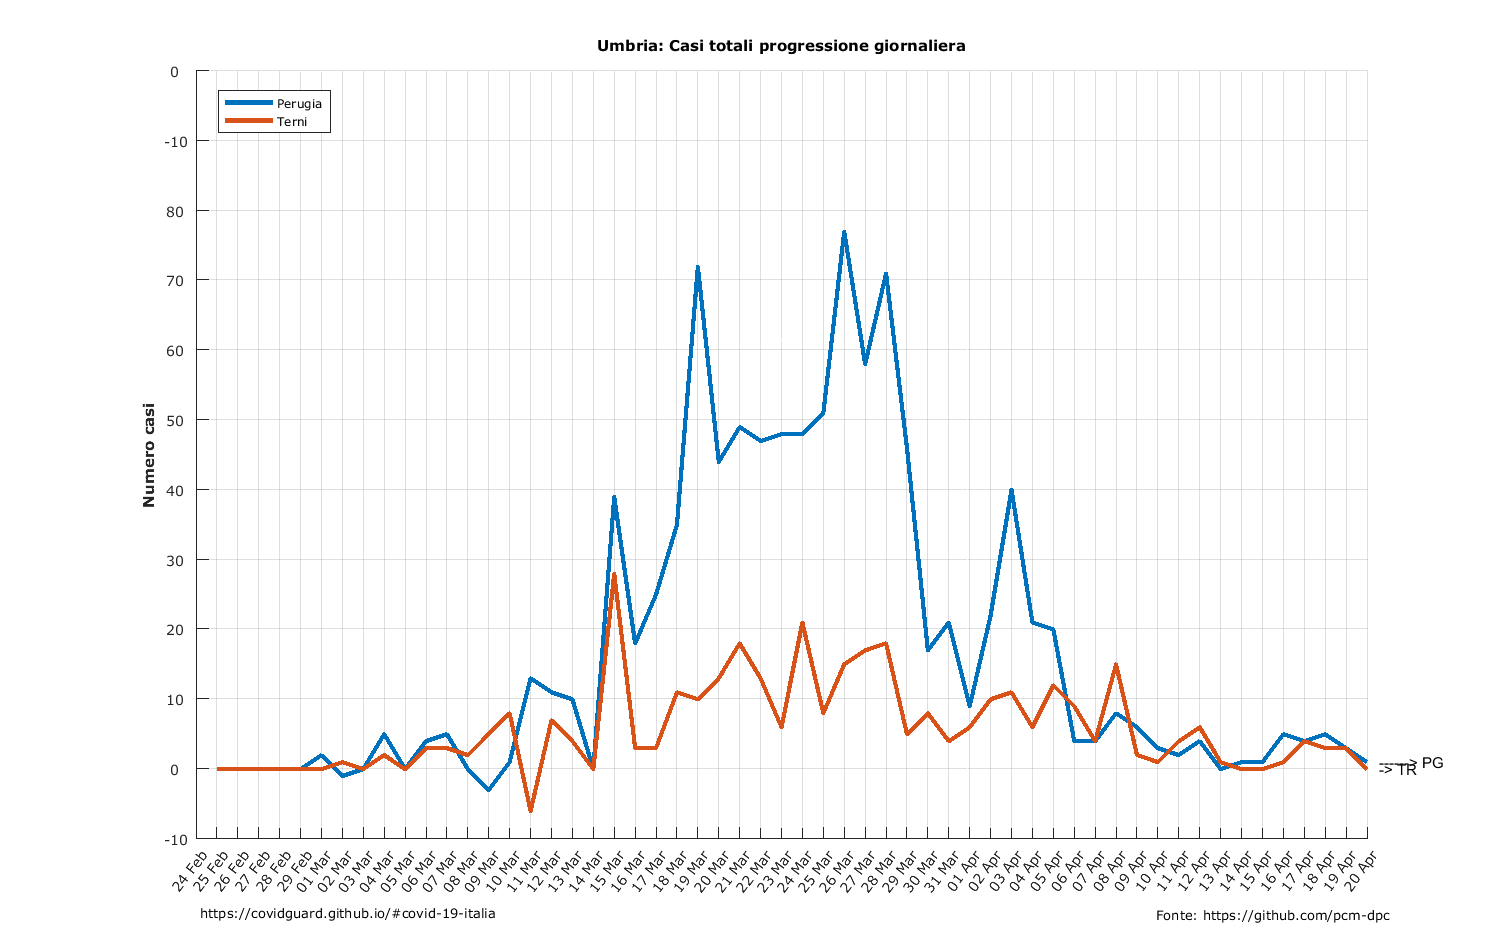 Umbria: Casi totali progressione giornaliera
0
-10
80
70
60
50
40
30
20
10
0
-10
Numero casi
Perugia
Terni
-----> PG
-> TR
24 Feb
25 Feb
26 Feb
27 Feb
28 Feb
29 Feb
01 Mar
02 Mar
03 Mar
04 Mar
05 Mar
06 Mar
07 Mar
08 Mar
09 Mar
10 Mar
11 Mar
12 Mar
13 Mar
14 Mar
15 Mar
16 Mar
17 Mar
18 Mar
19 Mar
20 Mar
21 Mar
22 Mar
23 Mar
24 Mar
25 Mar
26 Mar
27 Mar
28 Mar
29 Mar
30 Mar
31 Mar
01 Apr
02 Apr
03 Apr
04 Apr
05 Apr
06 Apr
07 Apr
08 Apr
09 Apr
10 Apr
11 Apr
12 Apr
13 Apr
14 Apr
15 Apr
16 Apr
17 Apr
18 Apr
19 Apr
20 Apr
https://covidguard.github.io/#covid-19-italia
Fonte: https://github.com/pcm-dpc